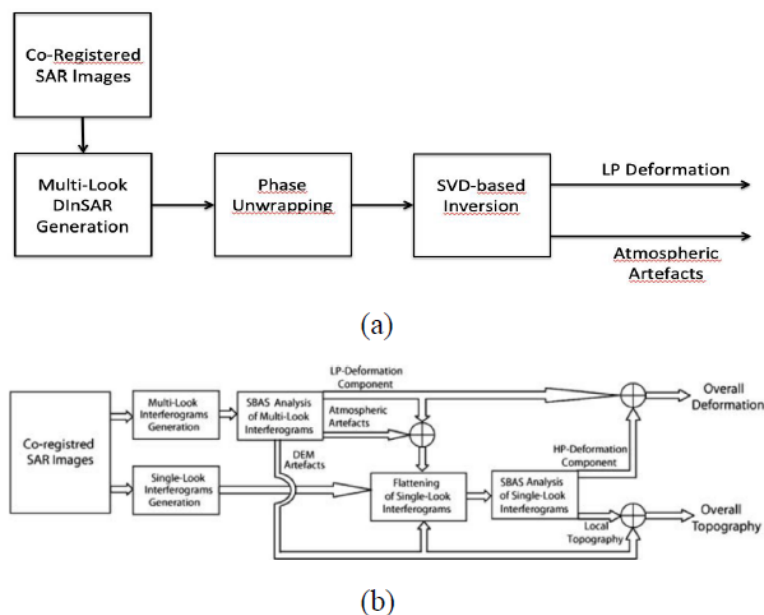 Co-Registered
SAR Images
Multi-Look
DInSAR
Generation
Phase
Unwrapping
SVD-based
Inversion
LP Deformation
Atmospheric
Artefacts
(a)
Co-registred
SAR Images
Multi-Look
Interferograms
Generation
Single-Look
Interferograms
Generation
SBAS Analysis
of Multi-Look
Interferograms
LP-Deformation
Component
Atmospheric
Artefacts
DEM
Artefacts
Flattening
of Single-Look
Interferograms
SBAS Analysis
of Single-Look
Interferograms
HP-Deformation
Component
Local
Topography
Overall
Deformation
Overall
Topography
(b)